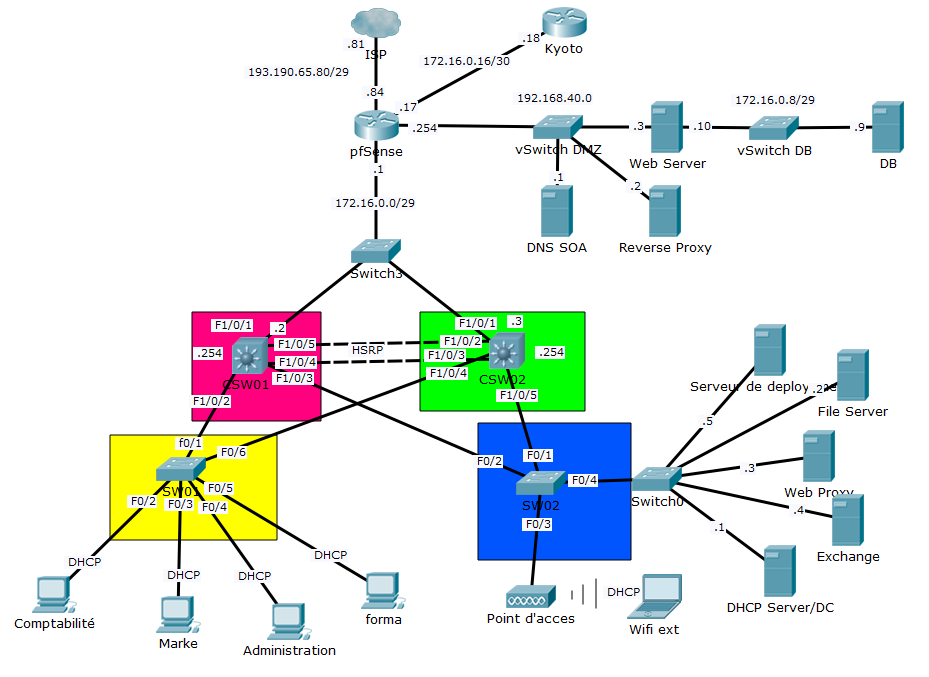 .81
ISP
193.190.65.80/29
.84
.18
Kyoto
172.16.0.16/30
.17
.254
pfSense
.1
192.168.40.0
vSwitch DMZ
.3
Web Server
.10
172.16.0.8/29
vSwitch DB
.9
DB
.1
DNS SOA
.2
Reverse Proxy
172.16.0.0/29
Switch3
F1/0/1
.2
.254
F1/0/5
F1/0/4
F1/0/3
CSW01
F1/0/2
HSRP
F1/0/1
.3
F1/0/2
F1/0/3
F1/0/4
.254
CSW02
F1/0/5
f0/1
F0/6
SW01
F0/5
F0/2
F0/3
F0/4
DHCP
DHCP
DHCP
DHCP
Comptabilité
Marke
Administration
forma
F0/2
F0/1
F0/4
SW02
F0/3
Switch0
Point d'acces
DHCP
Wifi ext
Serveur de deploy
.5
.2
File Server
.3
Web Proxy
.4
Exchange
.1
DHCP Server/DC